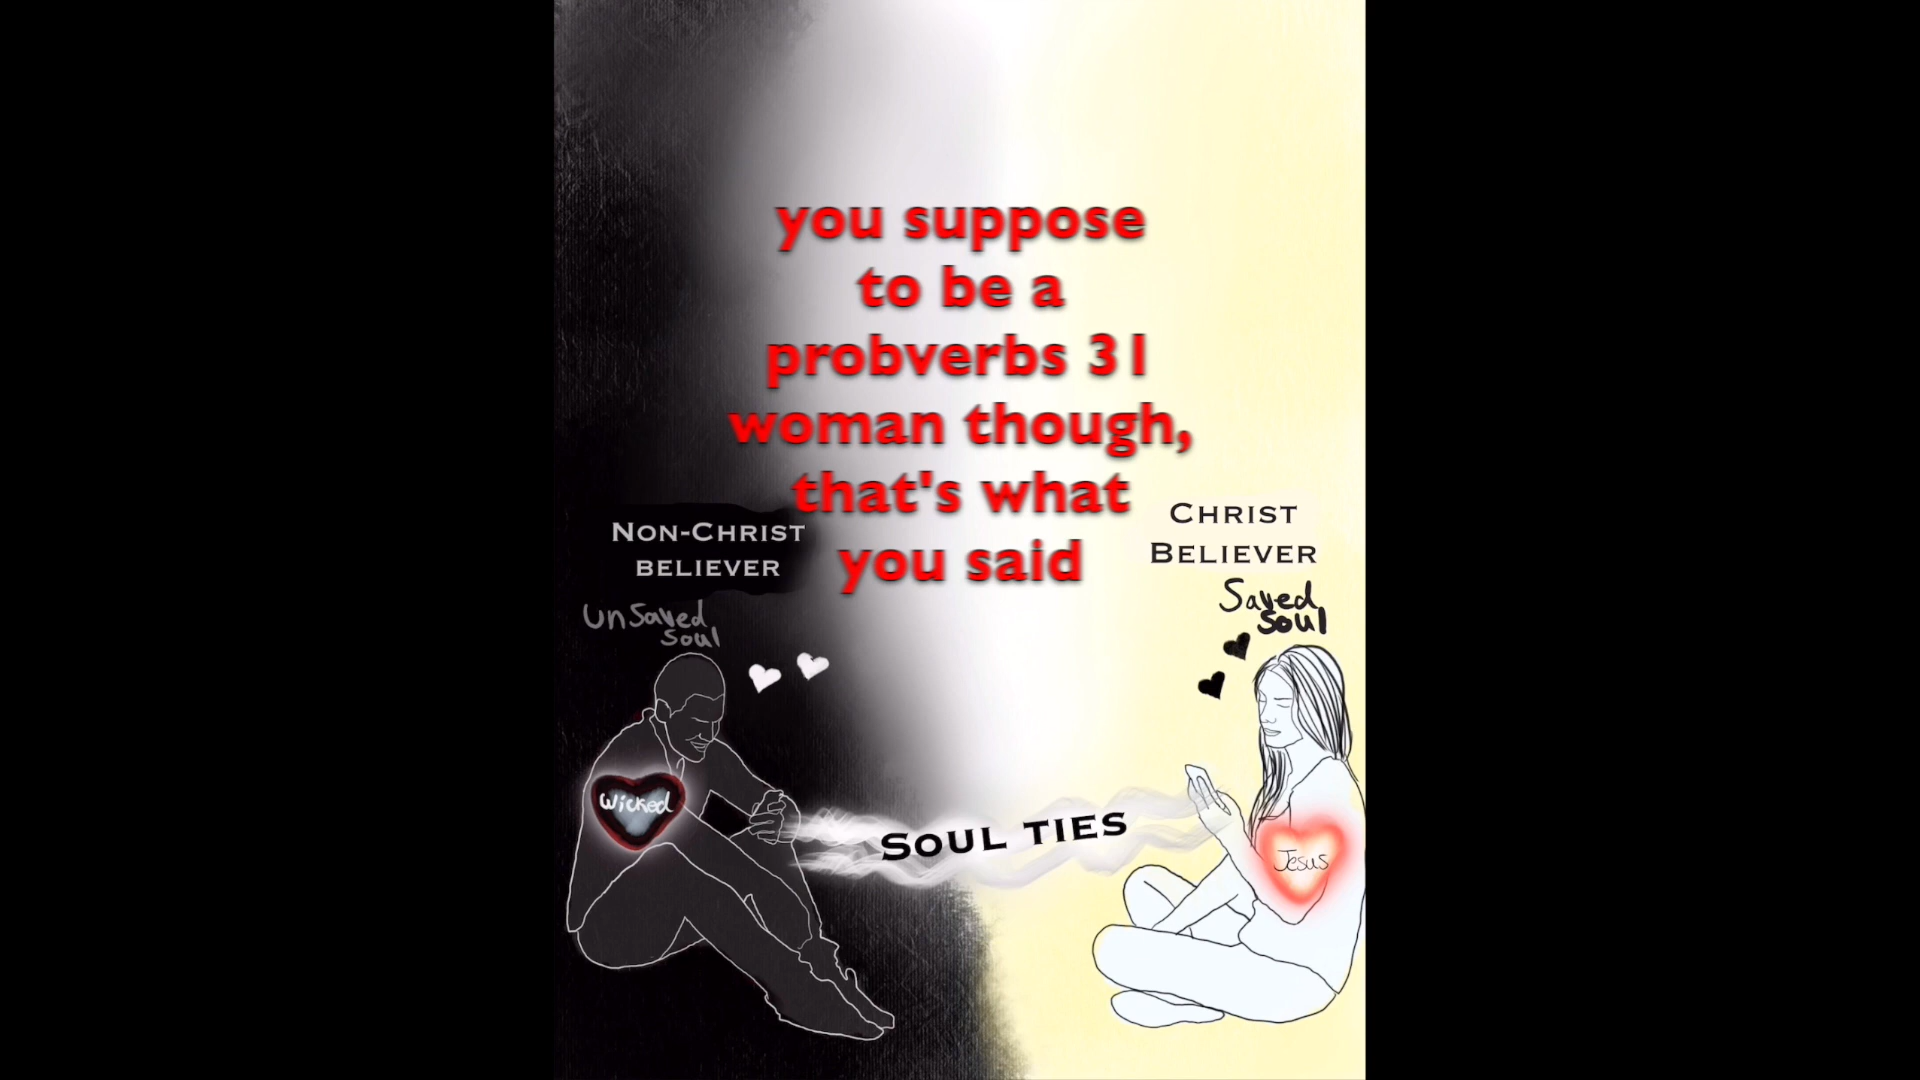 you suppose
to be a
probverbs 31
woman though,
that's what
you said
NON-CHRIST
BELIEVER
UnSaved
Soul
CHRIST
BELIEVER
Saved
Soul
Wicked
SOUL TIES
Jesus